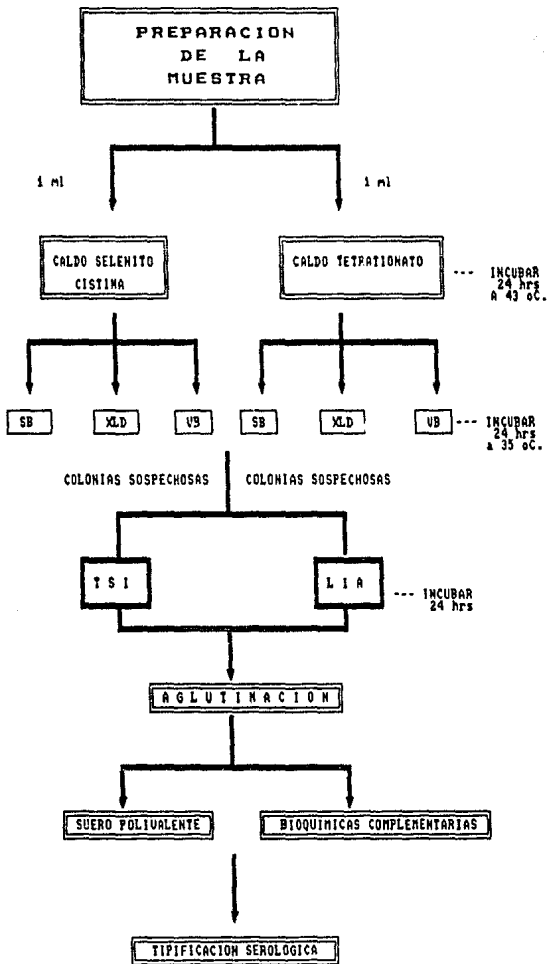 PREPARACION
DE LA
MUESTRA
1 ml
1 ml
CALDO SELENITO
CISTINA
CALDO TETRATIONATO
--- INCUBAR
24 hrs
A 43 oC.
SB
XLD
VB
SB
XLD
VB
--- INCUBAR
24 hrs
a 35 oC.
COLONIAS SOSPECHOSAS
COLONIAS SOSPECHOSAS
T S I
L I A
--- INCUBAR
24 hrs
A G L U T I N A C I O N
SUERO POLIVALENTE
BIOQUIMICAS COMPLEMENTARIAS
TIPIFICACION SEROLOGICA